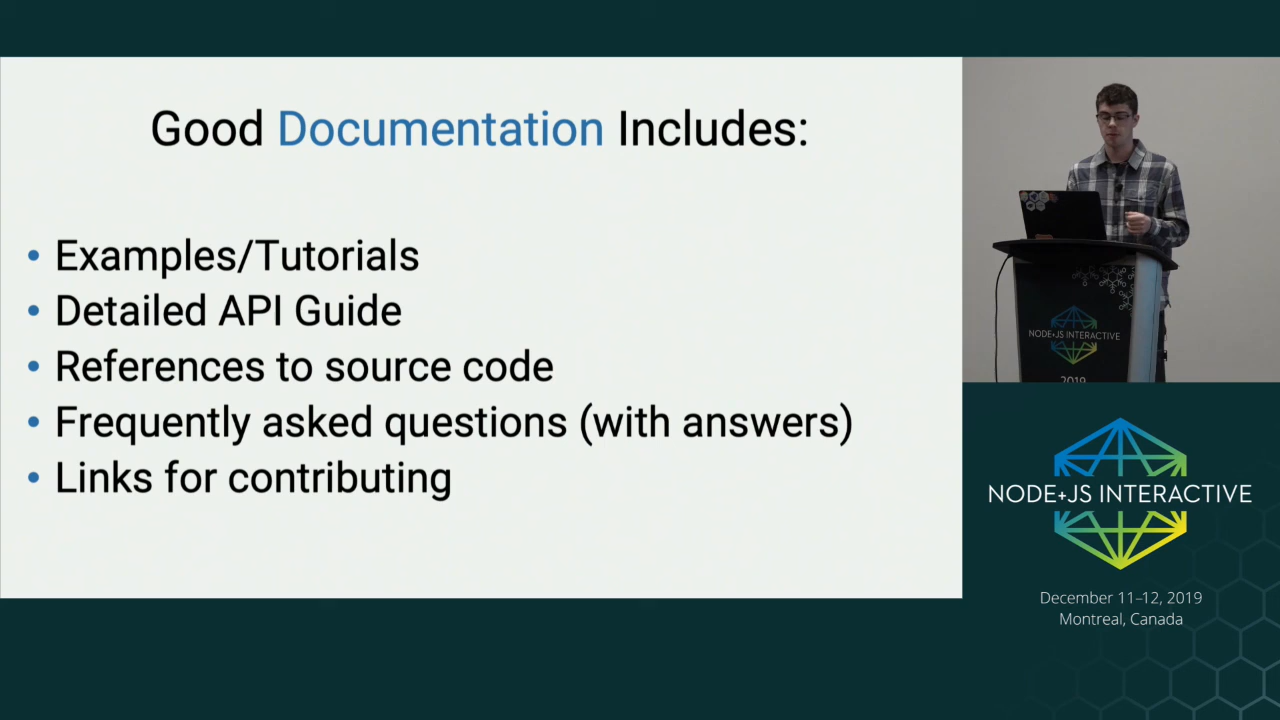 Good Documentation Includes:
• Examples/Tutorials
• Detailed API Guide
• References to source code
• Frequently asked questions (with answers)
• Links for contributing
NODE+JS INTERACTIVE
2019
NODE+JS INTERACTIVE
December 11–12, 2019
Montreal, Canada